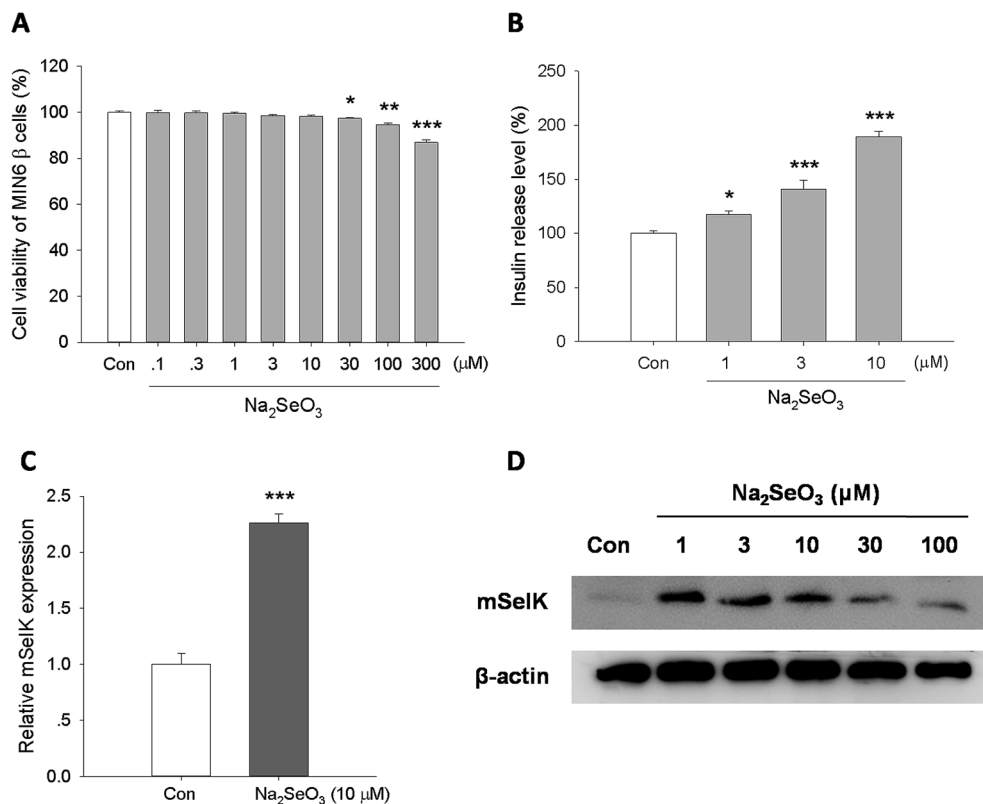 A
Cell viability of MIN6 β cells (%)
120
100
80
60
40
20
0
* ** ***
Con .1 .3 1 3 10 30 100 300 (μM)
Na₂SeO₃
B
Insulin release level (%)
250
200
150
100
50
0
* *** ***
Con 1 3 10 (μM)
Na₂SeO₃
C
Relative mSelK expression
2.5
2.0
1.0
.5
0.0
***
Con Na₂SeO₃ (10 μM)
D
Na₂SeO₃ (μM)
Con 1 3 10 30 100
mSelK
β-actin